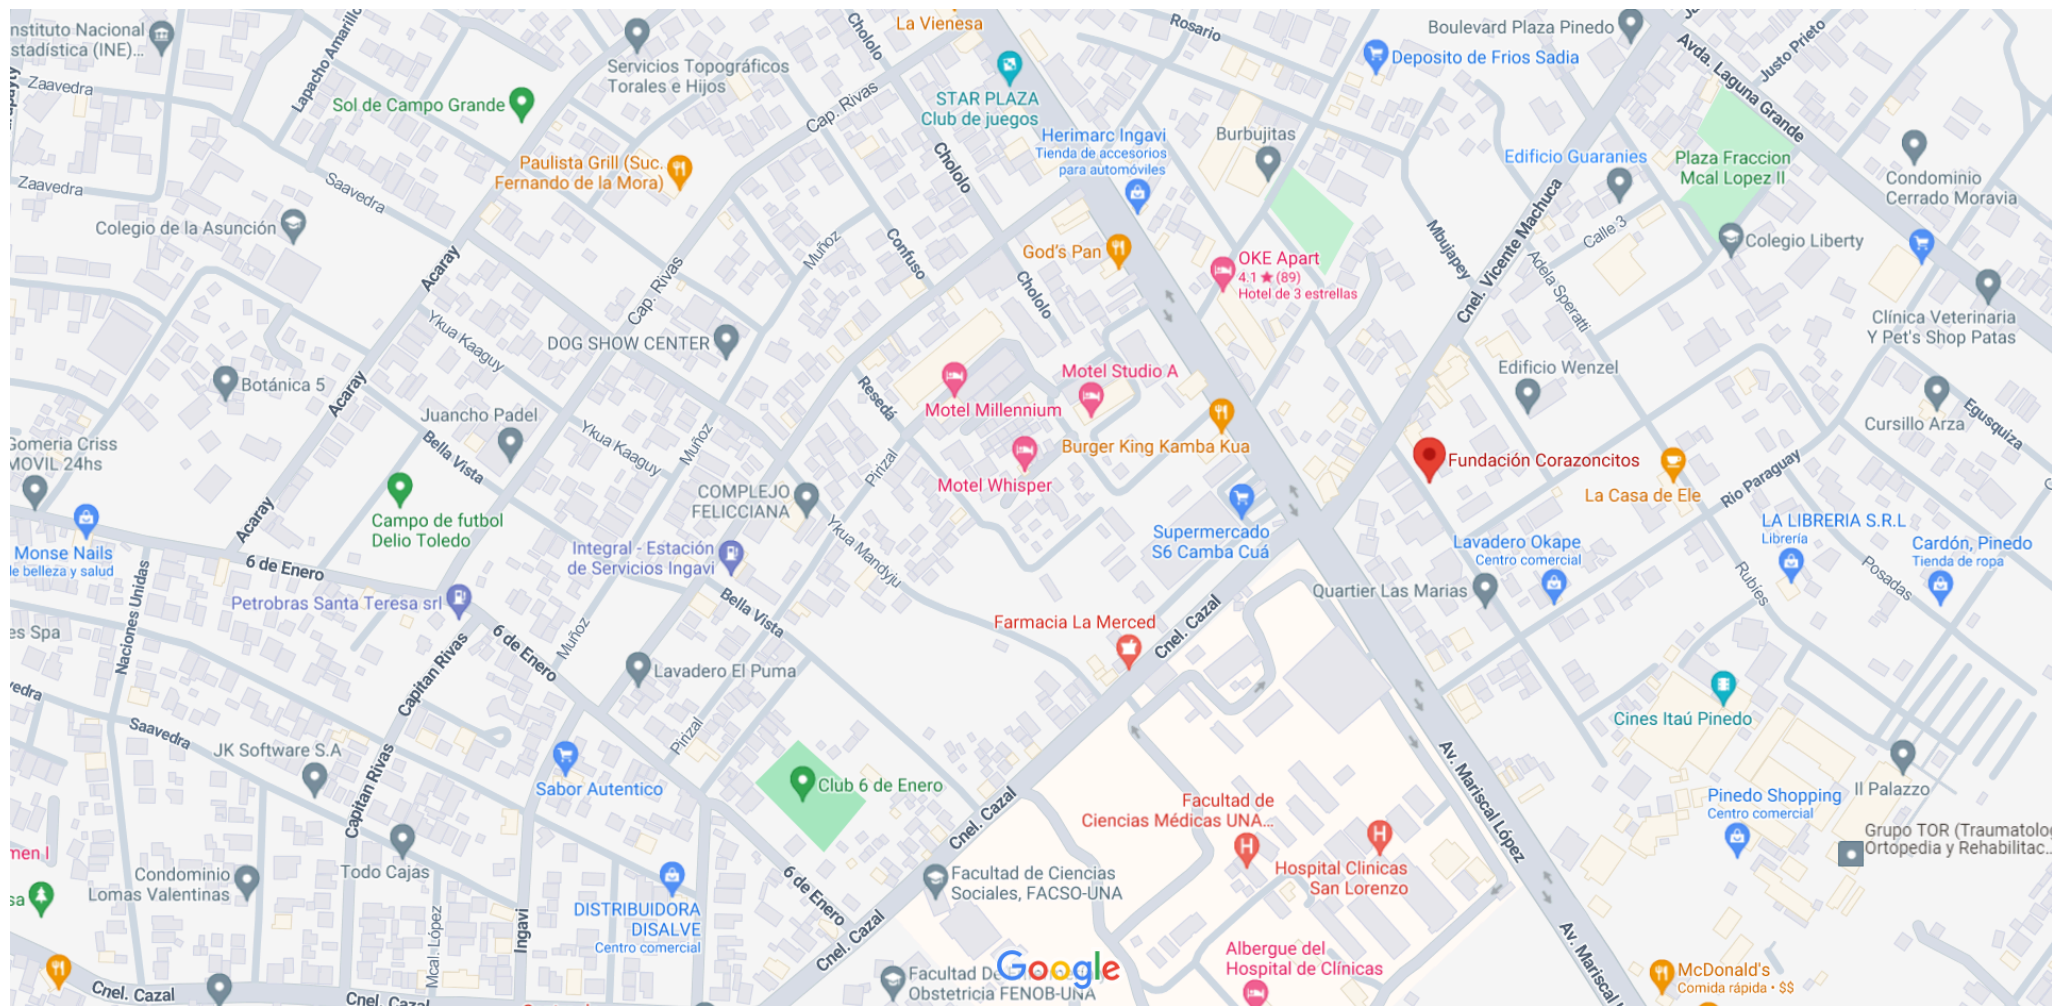 La Vienesa
Chololo
Rosario
Boulevard Plaza Pinedo
Justo Prieto
Avda. Laguna Grande
nstituto Nacional
stadística (INE)...
Lapacho Amarillo
Servicios Topográficos
Torales e Hijos
Deposito de Frios Sadia
Zaavedra
Sol de Campo Grande
Cap. Rivas
STAR PLAZA
Club de juegos
Herimarc Ingavi
Tienda de accesorios
para automóviles
Burbujitas
Edificio Guaranies
Plaza Fraccion
Mcal Lopez II
Condominio
Cerrado Moravia
Paulista Grill (Suc.
Fernando de la Mora)
Chololo
Zaavedra
Saavedra
Colegio de la Asunción
Acaray
Muñoz
Confuso
God's Pan
OKE Apart
4.1 ★ (89)
Hotel de 3 estrellas
Mbujapey
Cnel. Vicente Machuca
Calle 3
Colegio Liberty
Adela Speratti
Cap. Rivas
Chololo
Clínica Veterinaria
Y Pet's Shop Patas
Ykua Kaaguy
DOG SHOW CENTER
Botánica 5
Acaray
Resedá
Motel Studio A
Motel Millennium
Edificio Wenzel
Egusquiza
Cursillo Arza
Juancho Padel
Bella Vista
Ykua Kaaguy
Muñoz
Pirizal
Burger King Kamba Kua
Fundación Corazoncitos
Gomeria Criss
MOVIL 24hs
Motel Whisper
COMPLEJO
FELICCIANA
La Casa de Ele
Rio Paraguay
Acaray
Campo de futbol
Delio Toledo
Supermercado
S6 Camba Cuá
Lavadero Okape
Centro comercial
LA LIBRERIA S.R.L
Librería
Cardón, Pinedo
Tienda de ropa
Monse Nails
le belleza y salud
6 de Enero
Integral - Estación
de Servicios Ingavi
Ykua Mandyju
Quartier Las Marias
Rubíes
Posadas
Naciones Unidas
Petrobras Santa Teresa srl
Bella Vista
Farmacia La Merced
Cnel. Cazal
es Spa
6 de Enero
Muñoz
Capitan Rivas
Lavadero El Puma
vedra
Saavedra
Pirizal
Cines Itaú Pinedo
JK Software S.A
Capitan Rivas
Sabor Autentico
Club 6 de Enero
Cnel. Cazal
Av. Mariscal López
Facultad de
Ciencias Médicas UNA...
Hospital Clinicas
San Lorenzo
Pinedo Shopping
Centro comercial
Il Palazzo
Grupo TOR (Traumatolog
Ortopedia y Rehabilitac...
men I
Todo Cajas
Condominio
Lomas Valentinas
6 de Enero
Facultad de Ciencias
Sociales, FACSO-UNA
sa
DISTRIBUIDORA
DISALVE
Centro comercial
Mcal. López
Ingavi
Cnel. Cazal
Av. Mariscal
Albergue del
Hospital de Clínicas
Google
Obstetricia FENOB-UNA
McDonald's
Comida rápida • $$
Cnel. Cazal
Cnel. Cazal